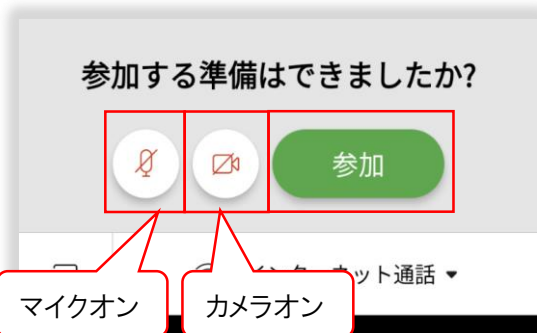 参加する準備はできましたか?
参加
ネット通話
マイクオン
カメラオン